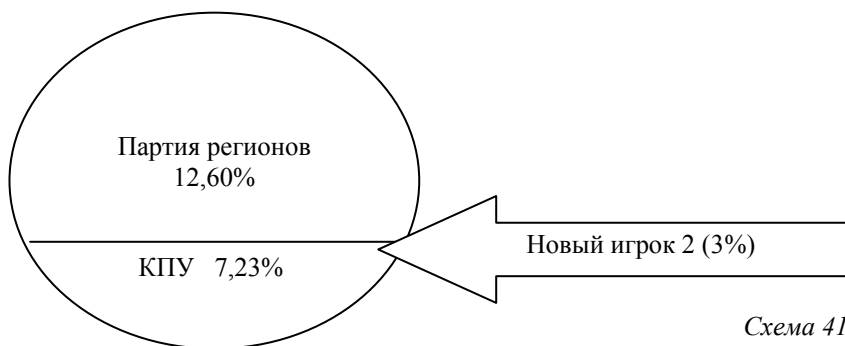 Партия регионов
12,60%
КПУ 7,23%
Новый игрок 2 (3%)
Схема 41